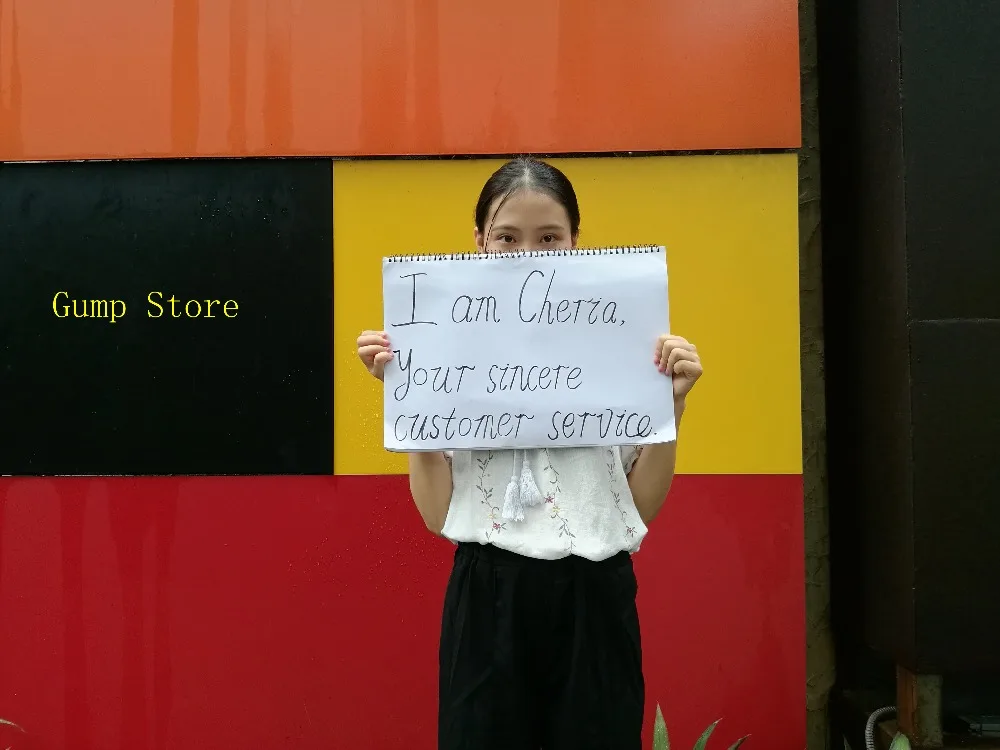 Gump Store
I am Cherra,
Your sincere
customer service.